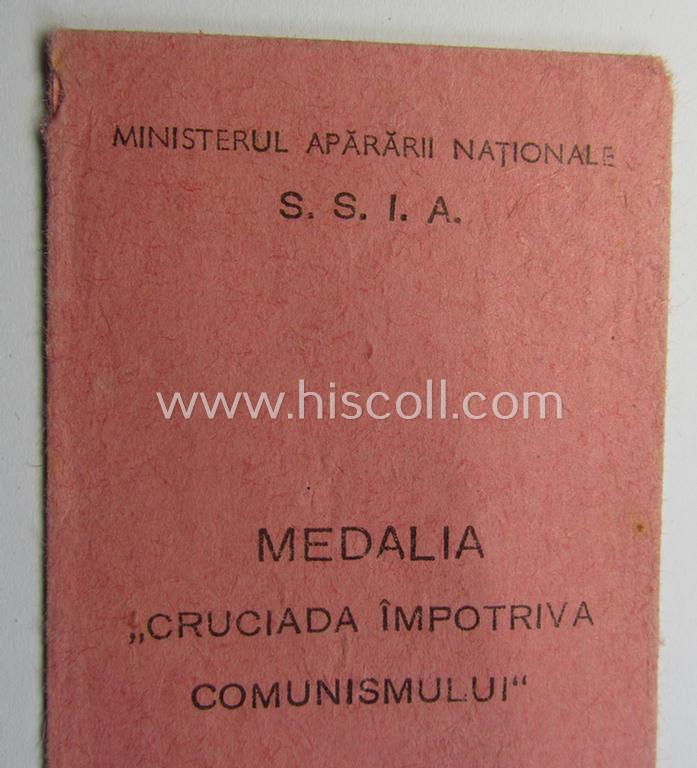 MINISTERUL APĂRĂRII NAŢIONALE
S. S. I. A.
www.hiscoll.com
MEDALIA
„CRUCIADA ÎMPOTRIVA
COMUNISMULUI“